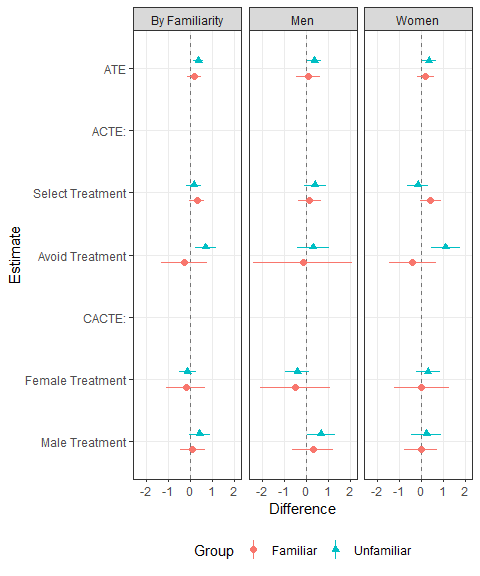 By Familiarity Men Women
ATE
ACTE:
Select Treatment
Avoid Treatment
CACTE:
Female Treatment
Male Treatment
Estimate
-2 -1 0 1 2 -2 -1 0 1 2 -2 -1 0 1 2
Difference
Group Familiar Unfamiliar